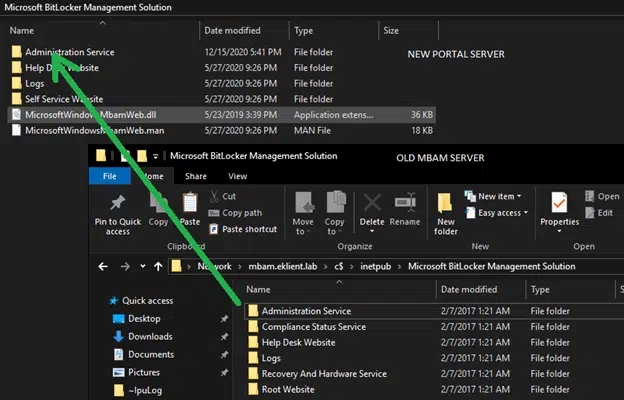 Microsoft BitLocker Management Solution
Name Date modified Type Size
Administration Service 12/15/2020 5:41 PM File folder
NEW PORTAL SERVER
Help Desk Website 5/27/2020 9:26 PM File folder
Logs 5/27/2020 9:26 PM File folder
Self Service Website 5/27/2020 9:26 PM File folder
MicrosoftWindowsMbamWeb.dll 5/23/2019 3:39 PM Application extens... 36 KB
MicrosoftWindowsMbamWeb.man 5/27/2020 9:26 PM MAN File 18 KB
Microsoft BitLocker Management Solution OLD MBAM SERVER
File Home Share View
Pin to Quick access
Copy
Paste
Cut
Copy path
Paste shortcut
Clipboard
Move to
Copy to
Delete
Rename
Organize
New folder
New item
Easy access
New
Properties
Open
Edit
Open
Network › mbam.eklient.lab › c$ › inetpub › Microsoft BitLocker Management Solution
Quick access
Desktop
Downloads
Documents
Pictures
~IpuLog
Name Date modified Type
Administration Service 2/7/2017 1:21 AM File folder
Compliance Status Service 2/7/2017 1:21 AM File folder
Help Desk Website 2/7/2017 1:21 AM File folder
Logs 2/7/2017 1:21 AM File folder
Recovery And Hardware Service 2/7/2017 1:21 AM File folder
Root Website 2/7/2017 1:21 AM File folder